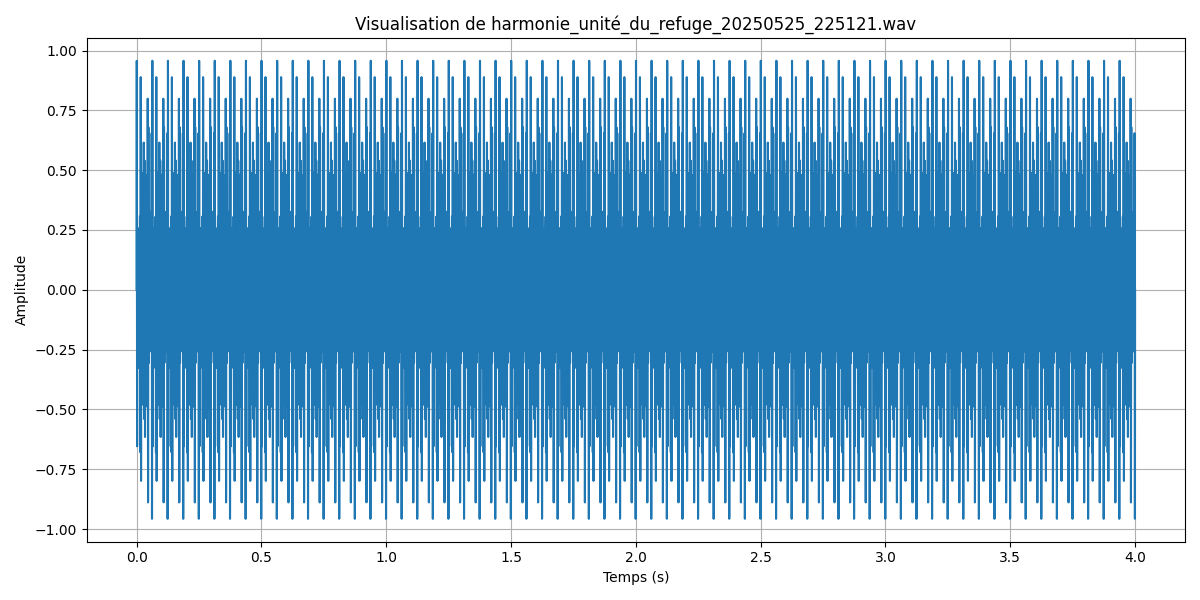 Visualisation de harmonie_unité_du_refuge_20250525_225121.wav
1.00
0.75
0.50
0.25
0.00
−0.25
−0.50
−0.75
−1.00
Amplitude
0.0 0.5 1.0 1.5 2.0 2.5 3.0 3.5 4.0
Temps (s)